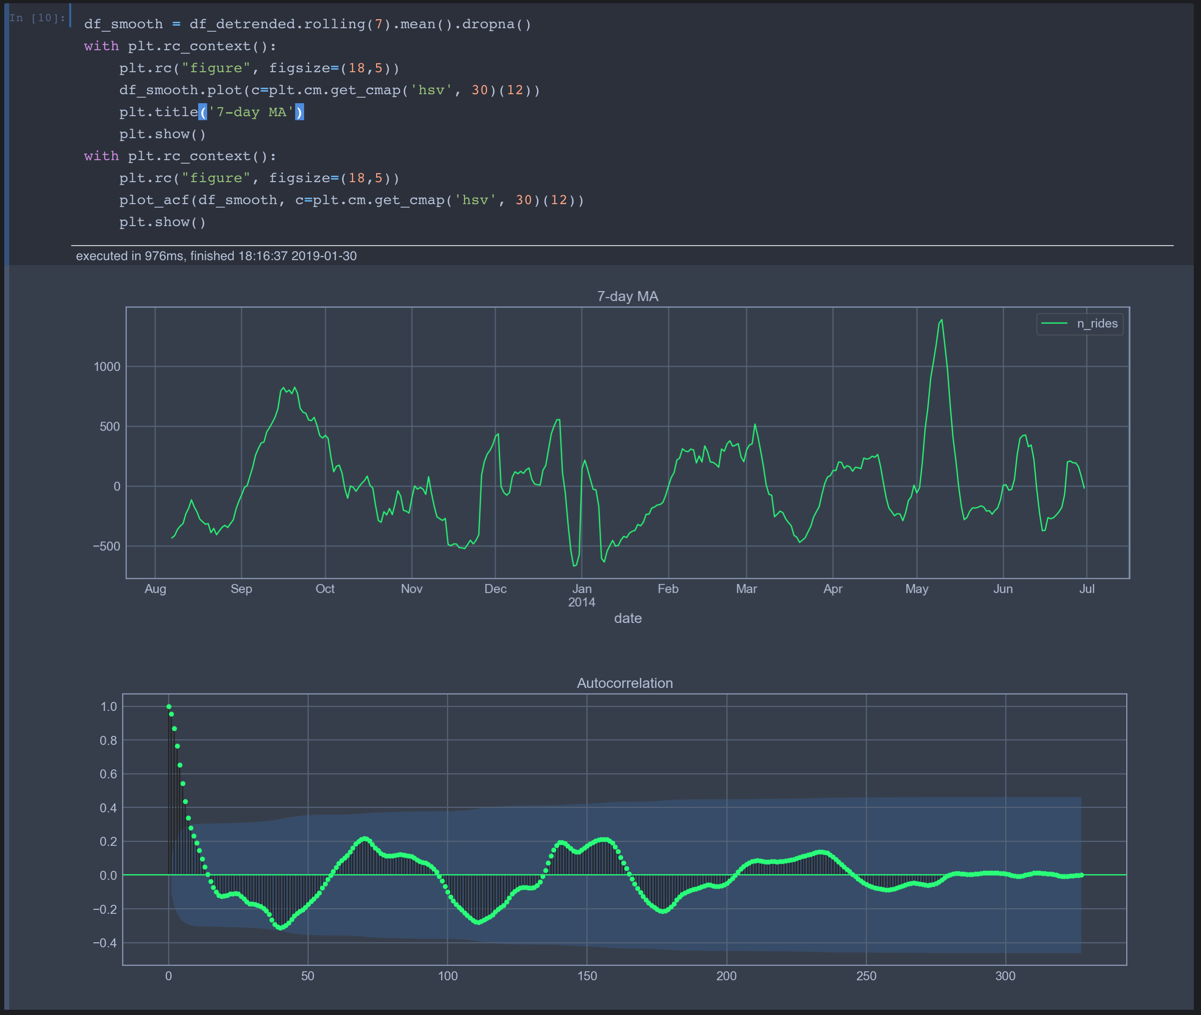 In [10]:
df_smooth = df_detrended.rolling(7).mean().dropna()
with plt.rc_context():
    plt.rc("figure", figsize=(18,5))
    df_smooth.plot(c=plt.cm.get_cmap('hsv', 30)(12))
    plt.title('7-day MA')
    plt.show()
with plt.rc_context():
    plt.rc("figure", figsize=(18,5))
    plot_acf(df_smooth, c=plt.cm.get_cmap('hsv', 30)(12))
    plt.show()
executed in 976ms, finished 18:16:37 2019-01-30
7-day MA
n_rides
1000
500
0
−500
Aug Sep Oct Nov Dec Jan Feb Mar Apr May Jun Jul
2014
date
Autocorrelation
1.0
0.8
0.6
0.4
0.2
0.0
−0.2
−0.4
0 50 100 150 200 250 300